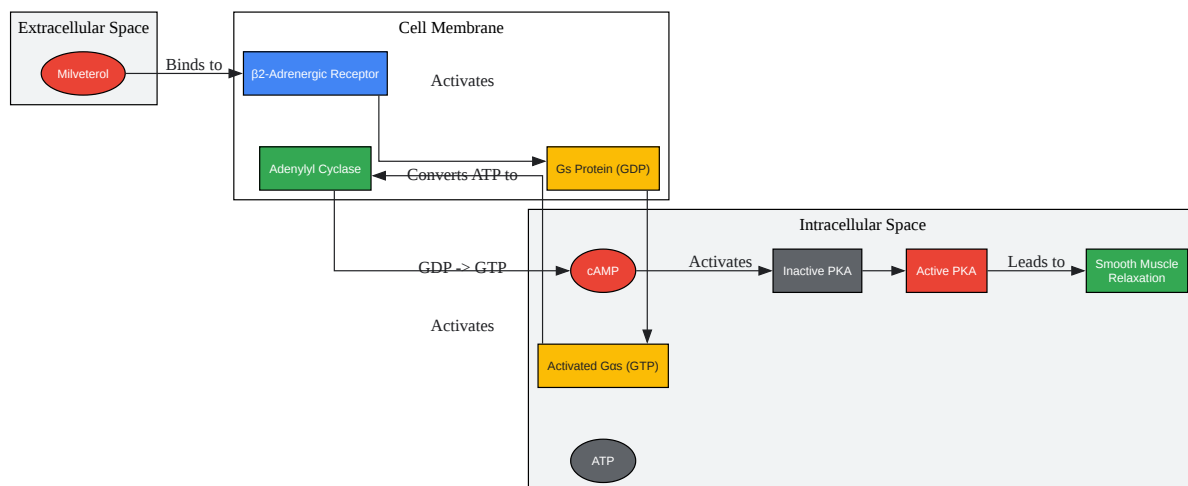 Extracellular Space
Milveterol
Binds to
Cell Membrane
β2-Adrenergic Receptor
Activates
Adenylyl Cyclase
Converts ATP to
Gs Protein (GDP)
Intracellular Space
GDP -> GTP
cAMP
Activates
Inactive PKA
Active PKA
Leads to
Smooth Muscle
Relaxation
Activates
Activated Gαs (GTP)
ATP